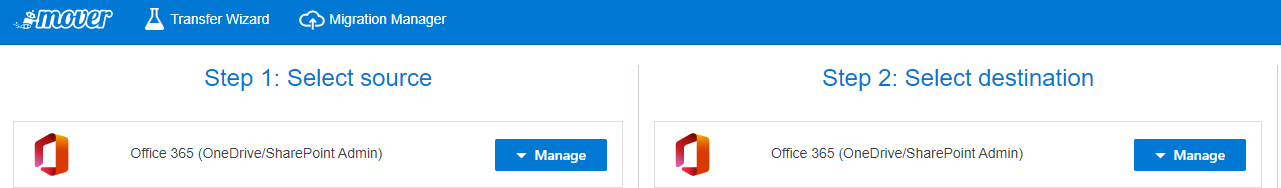 mover Transfer Wizard Migration Manager
Step 1: Select source
Office 365 (OneDrive/SharePoint Admin) Manage
Step 2: Select destination
Office 365 (OneDrive/SharePoint Admin) Manage